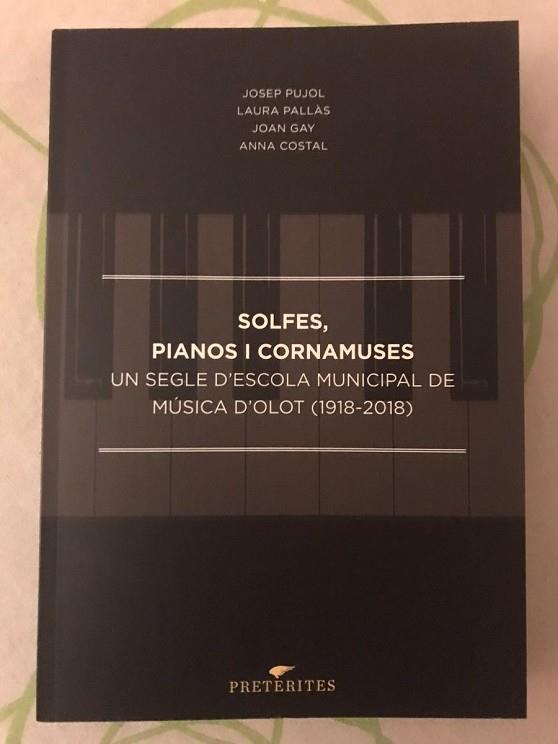 JOSEP PUJOL
LAURA PALLÀS
JOAN GAY
ANNA COSTAL
SOLFES,
PIANOS I CORNAMUSES
UN SEGLE D'ESCOLA MUNICIPAL DE
MÚSICA D'OLOT (1918-2018)
PRETERITES